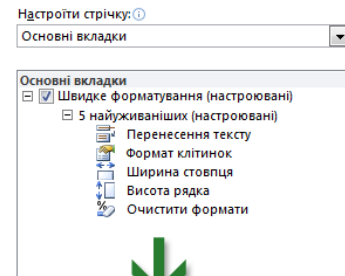 Настроїти стрічку:
Основні вкладки
Основні вкладки
Швидке форматування (настроювані)
5 найуживаніших (настроювані)
Перенесення тексту
Формат клітинок
Ширина стовпця
Висота рядка
Очистити формати